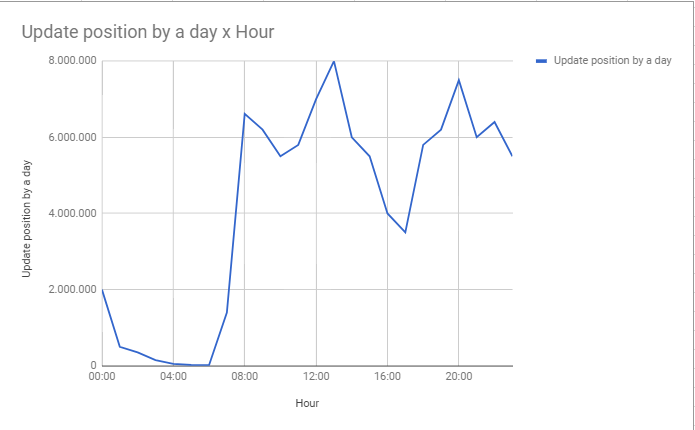 Update position by a day x Hour
Update position by a day
8.000.000
6.000.000
4.000.000
2.000.000
0
Update position by a day
00:00
04:00
08:00
12:00
16:00
20:00
Hour